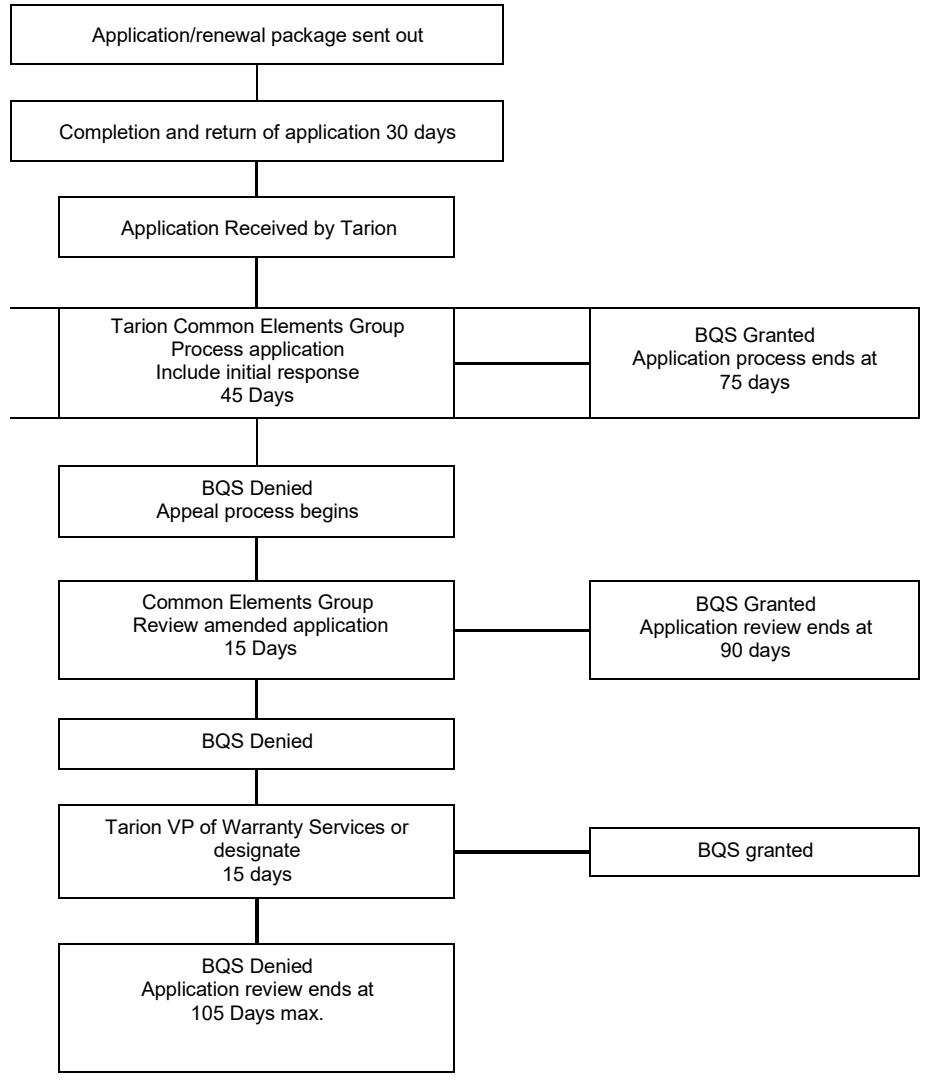 Application/renewal package sent out
Completion and return of application 30 days
Application Received by Tarion
Tarion Common Elements Group
Process application
Include initial response
45 Days
BQS Granted
Application process ends at
75 days
BQS Denied
Appeal process begins
Common Elements Group
Review amended application
15 Days
BQS Granted
Application review ends at
90 days
BQS Denied
Tarion VP of Warranty Services or
designate
15 days
BQS granted
BQS Denied
Application review ends at
105 Days max.